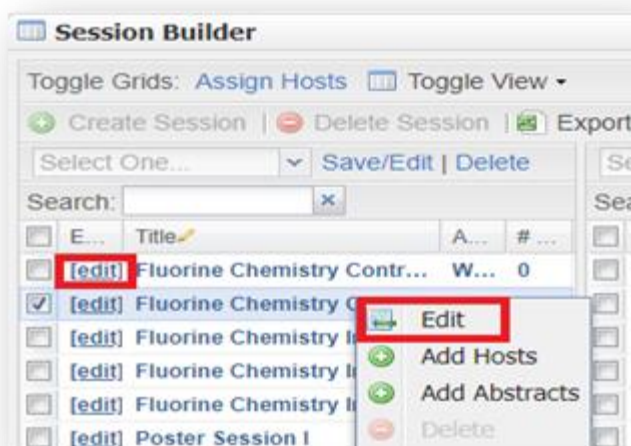 Session Builder
Toggle Grids: Assign Hosts Toggle View
Create Session | Delete Session | Export
Select One... Save/Edit | Delete Se
Search: Sea
E... Title A... # ...
[edit] Fluorine Chemistry Contr... W... 0
[edit] Fluorine Chemistry C
Edit
[edit] Fluorine Chemistry I
Add Hosts
[edit] Fluorine Chemistry I
Add Abstracts
[edit] Fluorine Chemistry I
Delete
[edit] Poster Session I